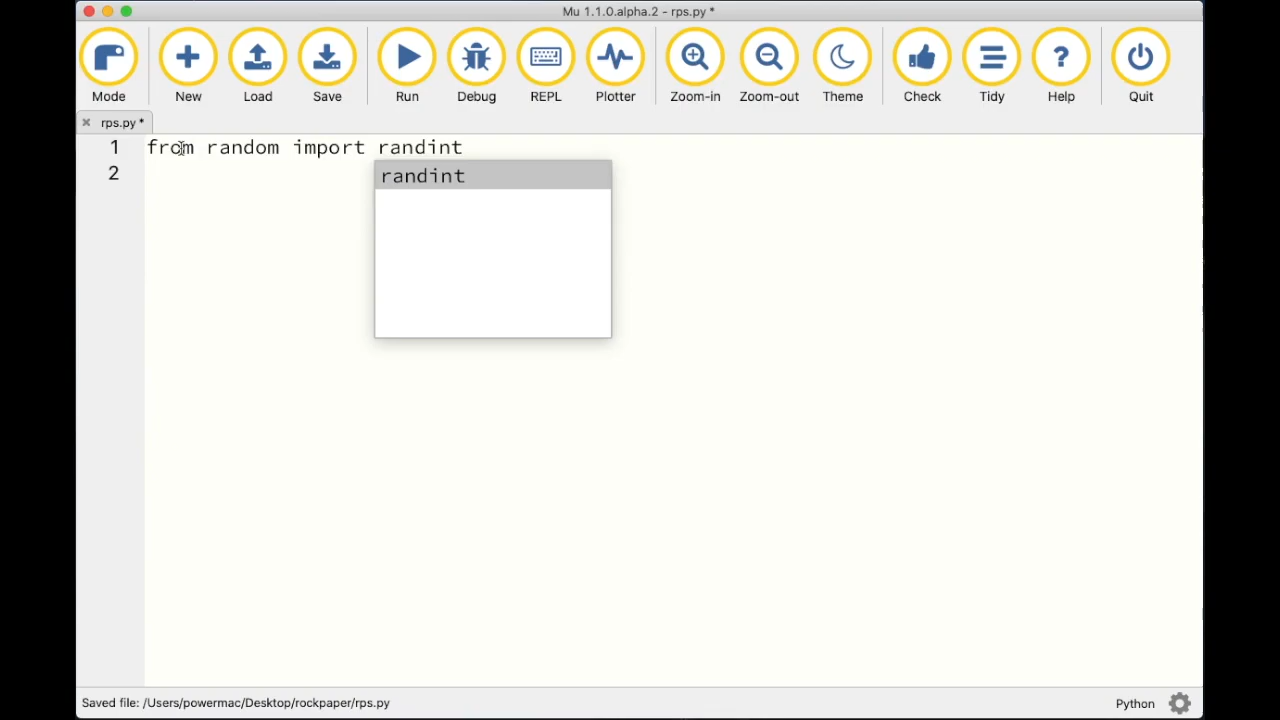 Mu 1.1.0.alpha.2 - rps.py *
Mode New Load Save Run Debug REPL Plotter Zoom-in Zoom-out Theme Check Tidy Help Quit
rps.py *
1 from random import randint
randint
2
Saved file: /Users/powermac/Desktop/rockpaper/rps.py Python